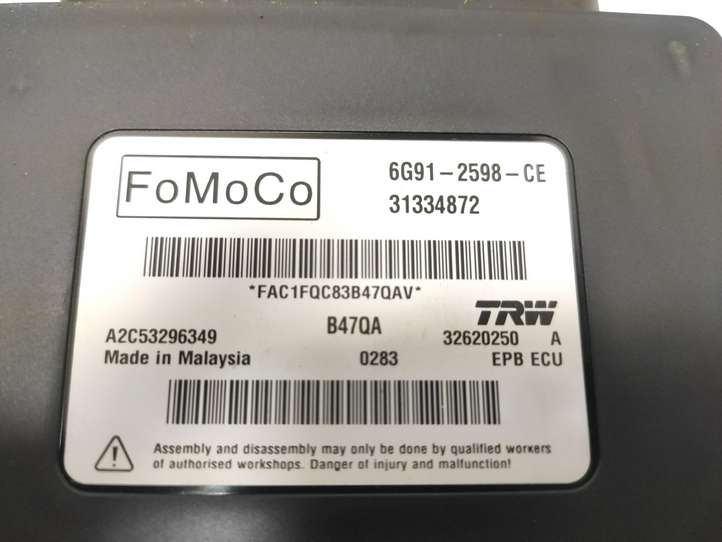 FoMoCo
6G91-2598-CE
31334872
*FAC1FQC83B47QAV*
B47QA
TRW
A2C53296349
32620250 A
Made in Malaysia
0283
EPB ECU
Assembly and disassembly may only be done by qualified workers
of authorised workshops. Danger of injury and malfunction!